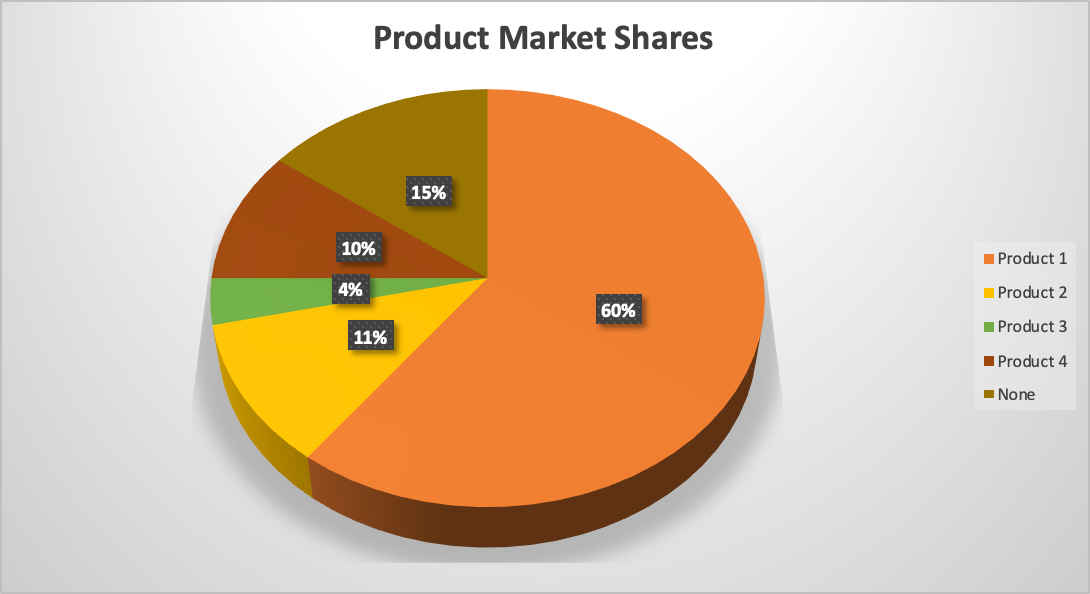 Product Market Shares
15%
10%
4%
11%
60%
Product 1
Product 2
Product 3
Product 4
None